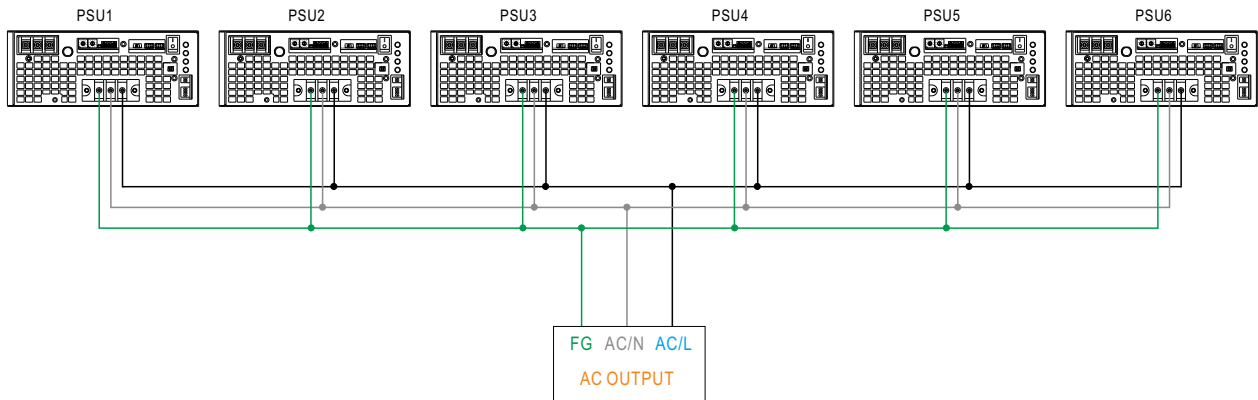 PSU1 PSU2 PSU3 PSU4 PSU5 PSU6
FG AC/N AC/L
AC OUTPUT